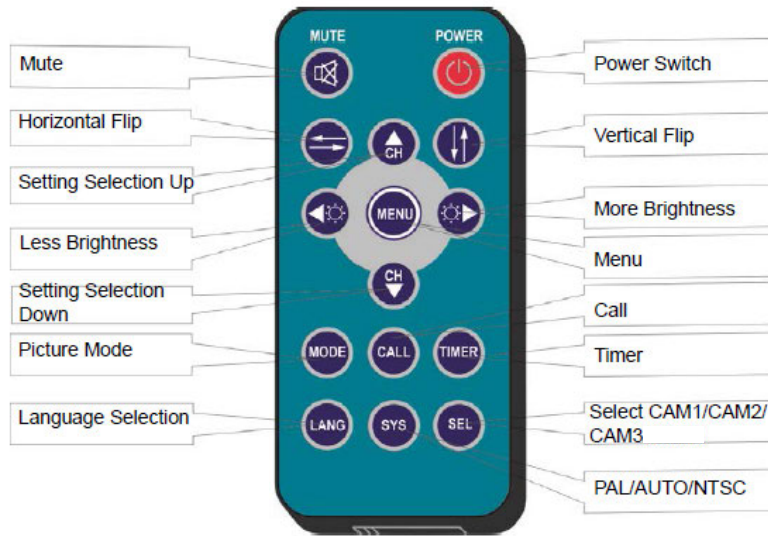 MUTE
POWER
Mute
Power Switch
Horizontal Flip
CH
Vertical Flip
Setting Selection Up
Less Brightness
MENU
More Brightness
Menu
Setting Selection
Down
CH
Call
Picture Mode
MODE
CALL
TIMER
Timer
Language Selection
LANG
SYS
SEL
Select CAM1/CAM2/
CAM3
PAL/AUTO/NTSC